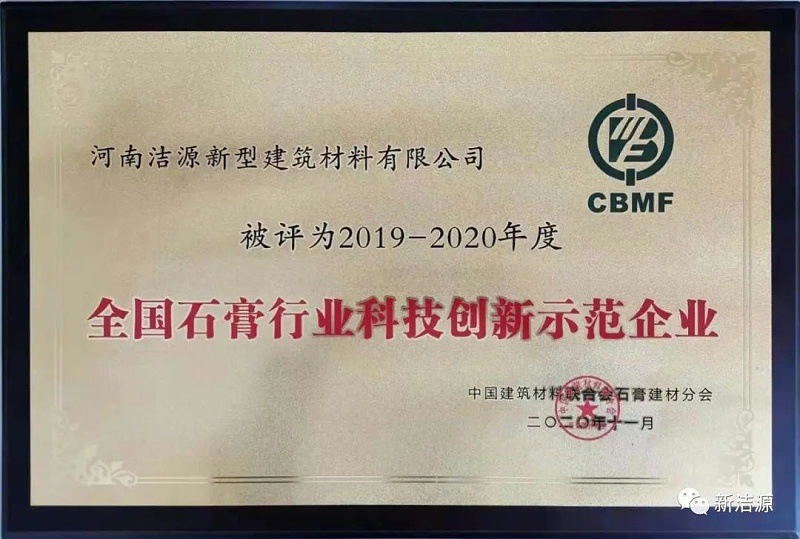 河南洁源新型建筑材料有限公司
CBMF
被评为2019-2020年度
全国石膏行业科技创新示范企业
中国建筑材料联合会石膏建材分会
二〇二〇年十一月
新洁源